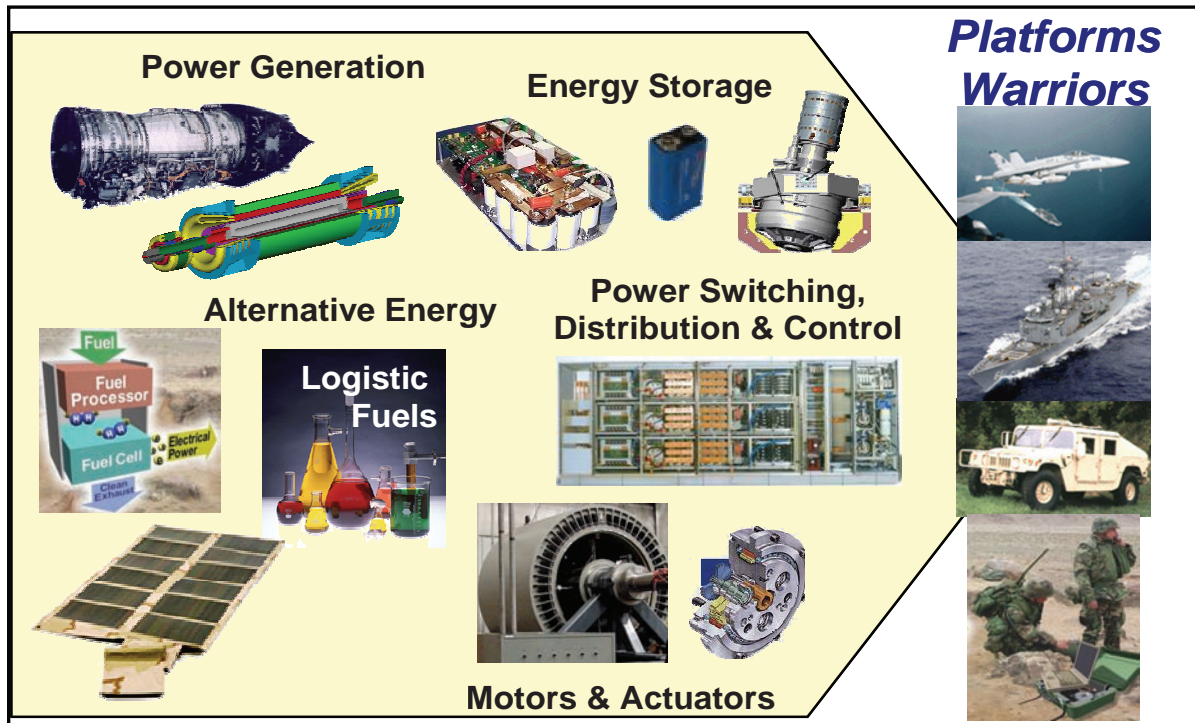 Platforms
Warriors
Power Generation
Energy Storage
Alternative Energy
Power Switching,
Distribution & Control
Fuel
Fuel
Processor
H H
H H
Fuel Cell
Electrical
Power
e
e
e
Clean
Exhaust
Logistic
Fuels
Motors & Actuators